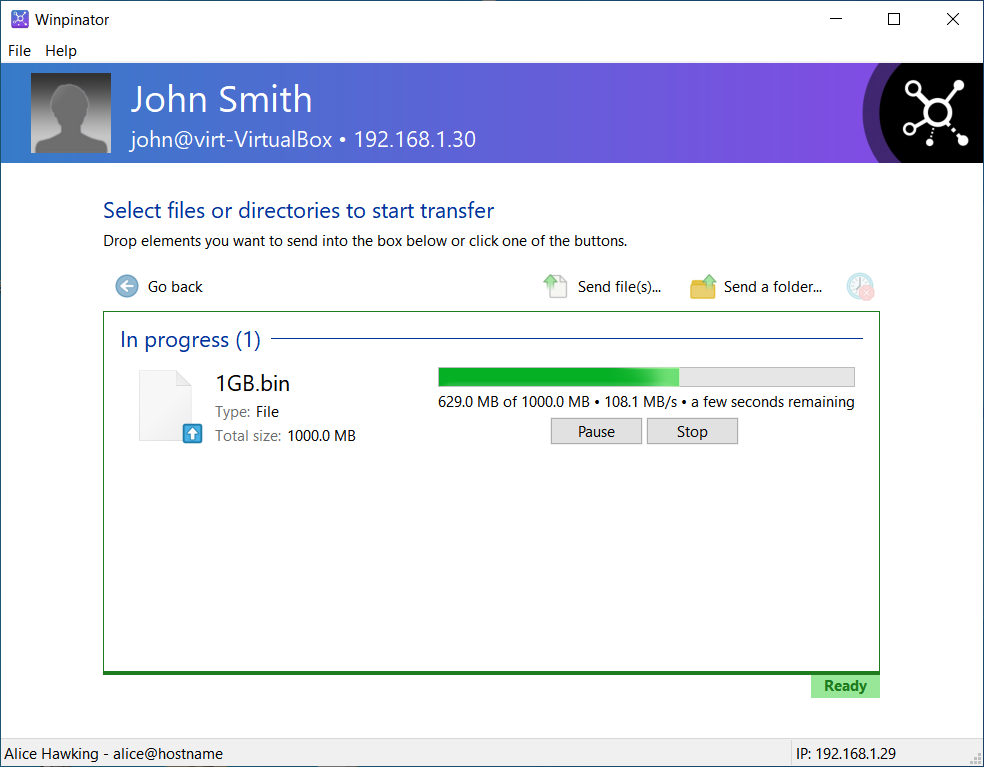 Winpinator
File Help
John Smith
john@virt-VirtualBox • 192.168.1.30
Select files or directories to start transfer
Drop elements you want to send into the box below or click one of the buttons.
Go back Send file(s)... Send a folder...
In progress (1)
1GB.bin
Type: File
Total size: 1000.0 MB
629.0 MB of 1000.0 MB • 108.1 MB/s • a few seconds remaining
Pause Stop
Ready
Alice Hawking - alice@hostname IP: 192.168.1.29